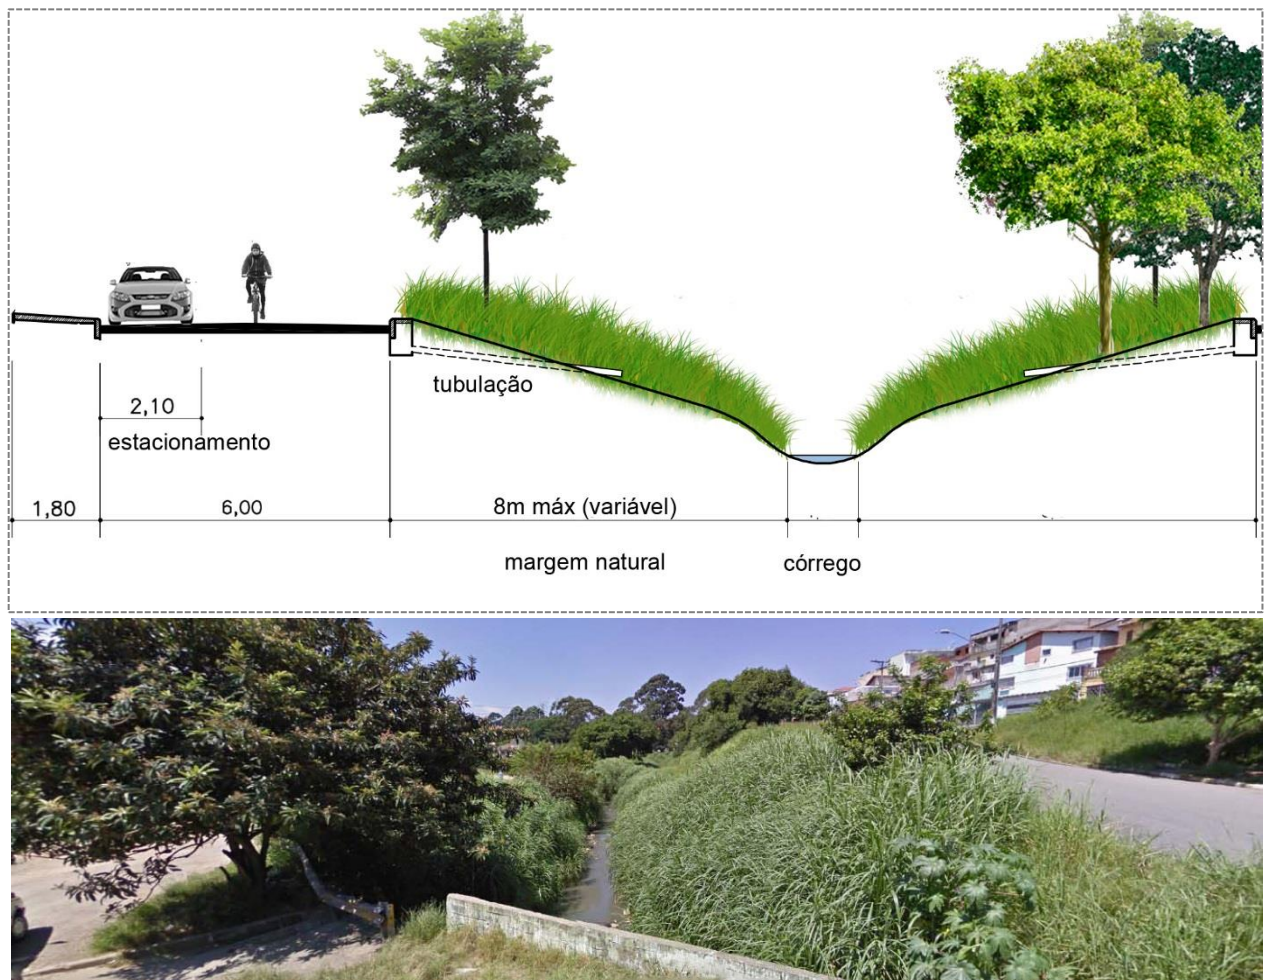 tubulação
2,10
estacionamento
1,80
6,00
8m máx (variável)
margem natural
córrego